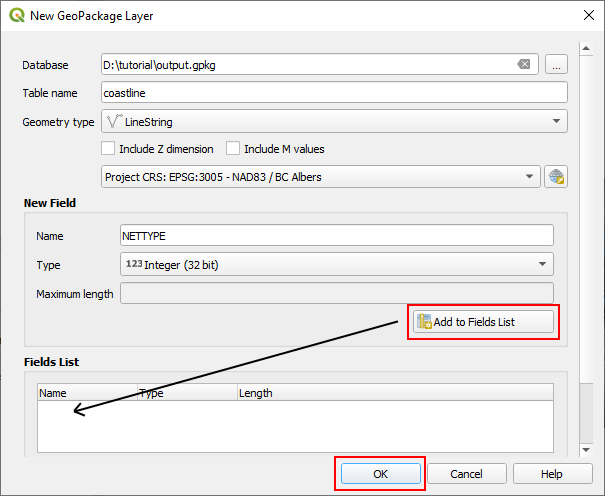 New GeoPackage Layer
Database D:\tutorial\output.gpkg ...
Table name coastline
Geometry type LineString
Include Z dimension Include M values
Project CRS: EPSG:3005 - NAD83 / BC Albers
New Field
Name NETTYPE
Type 123 Integer (32 bit)
Maximum length
Add to Fields List
Fields List
Name Type Length
OK Cancel Help